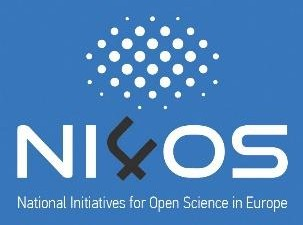 NI4OS
National Initiatives for Open Science in Europe